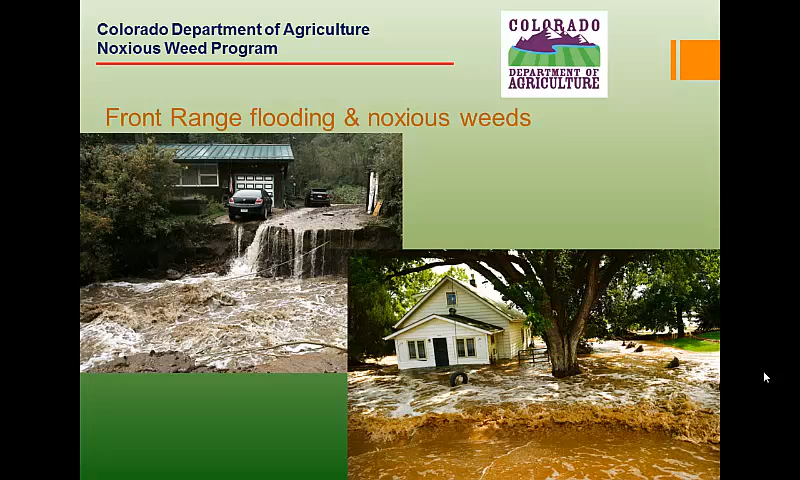 Colorado Department of Agriculture
Noxious Weed Program
COLORADO
DEPARTMENT OF
AGRICULTURE
Front Range flooding & noxious weeds